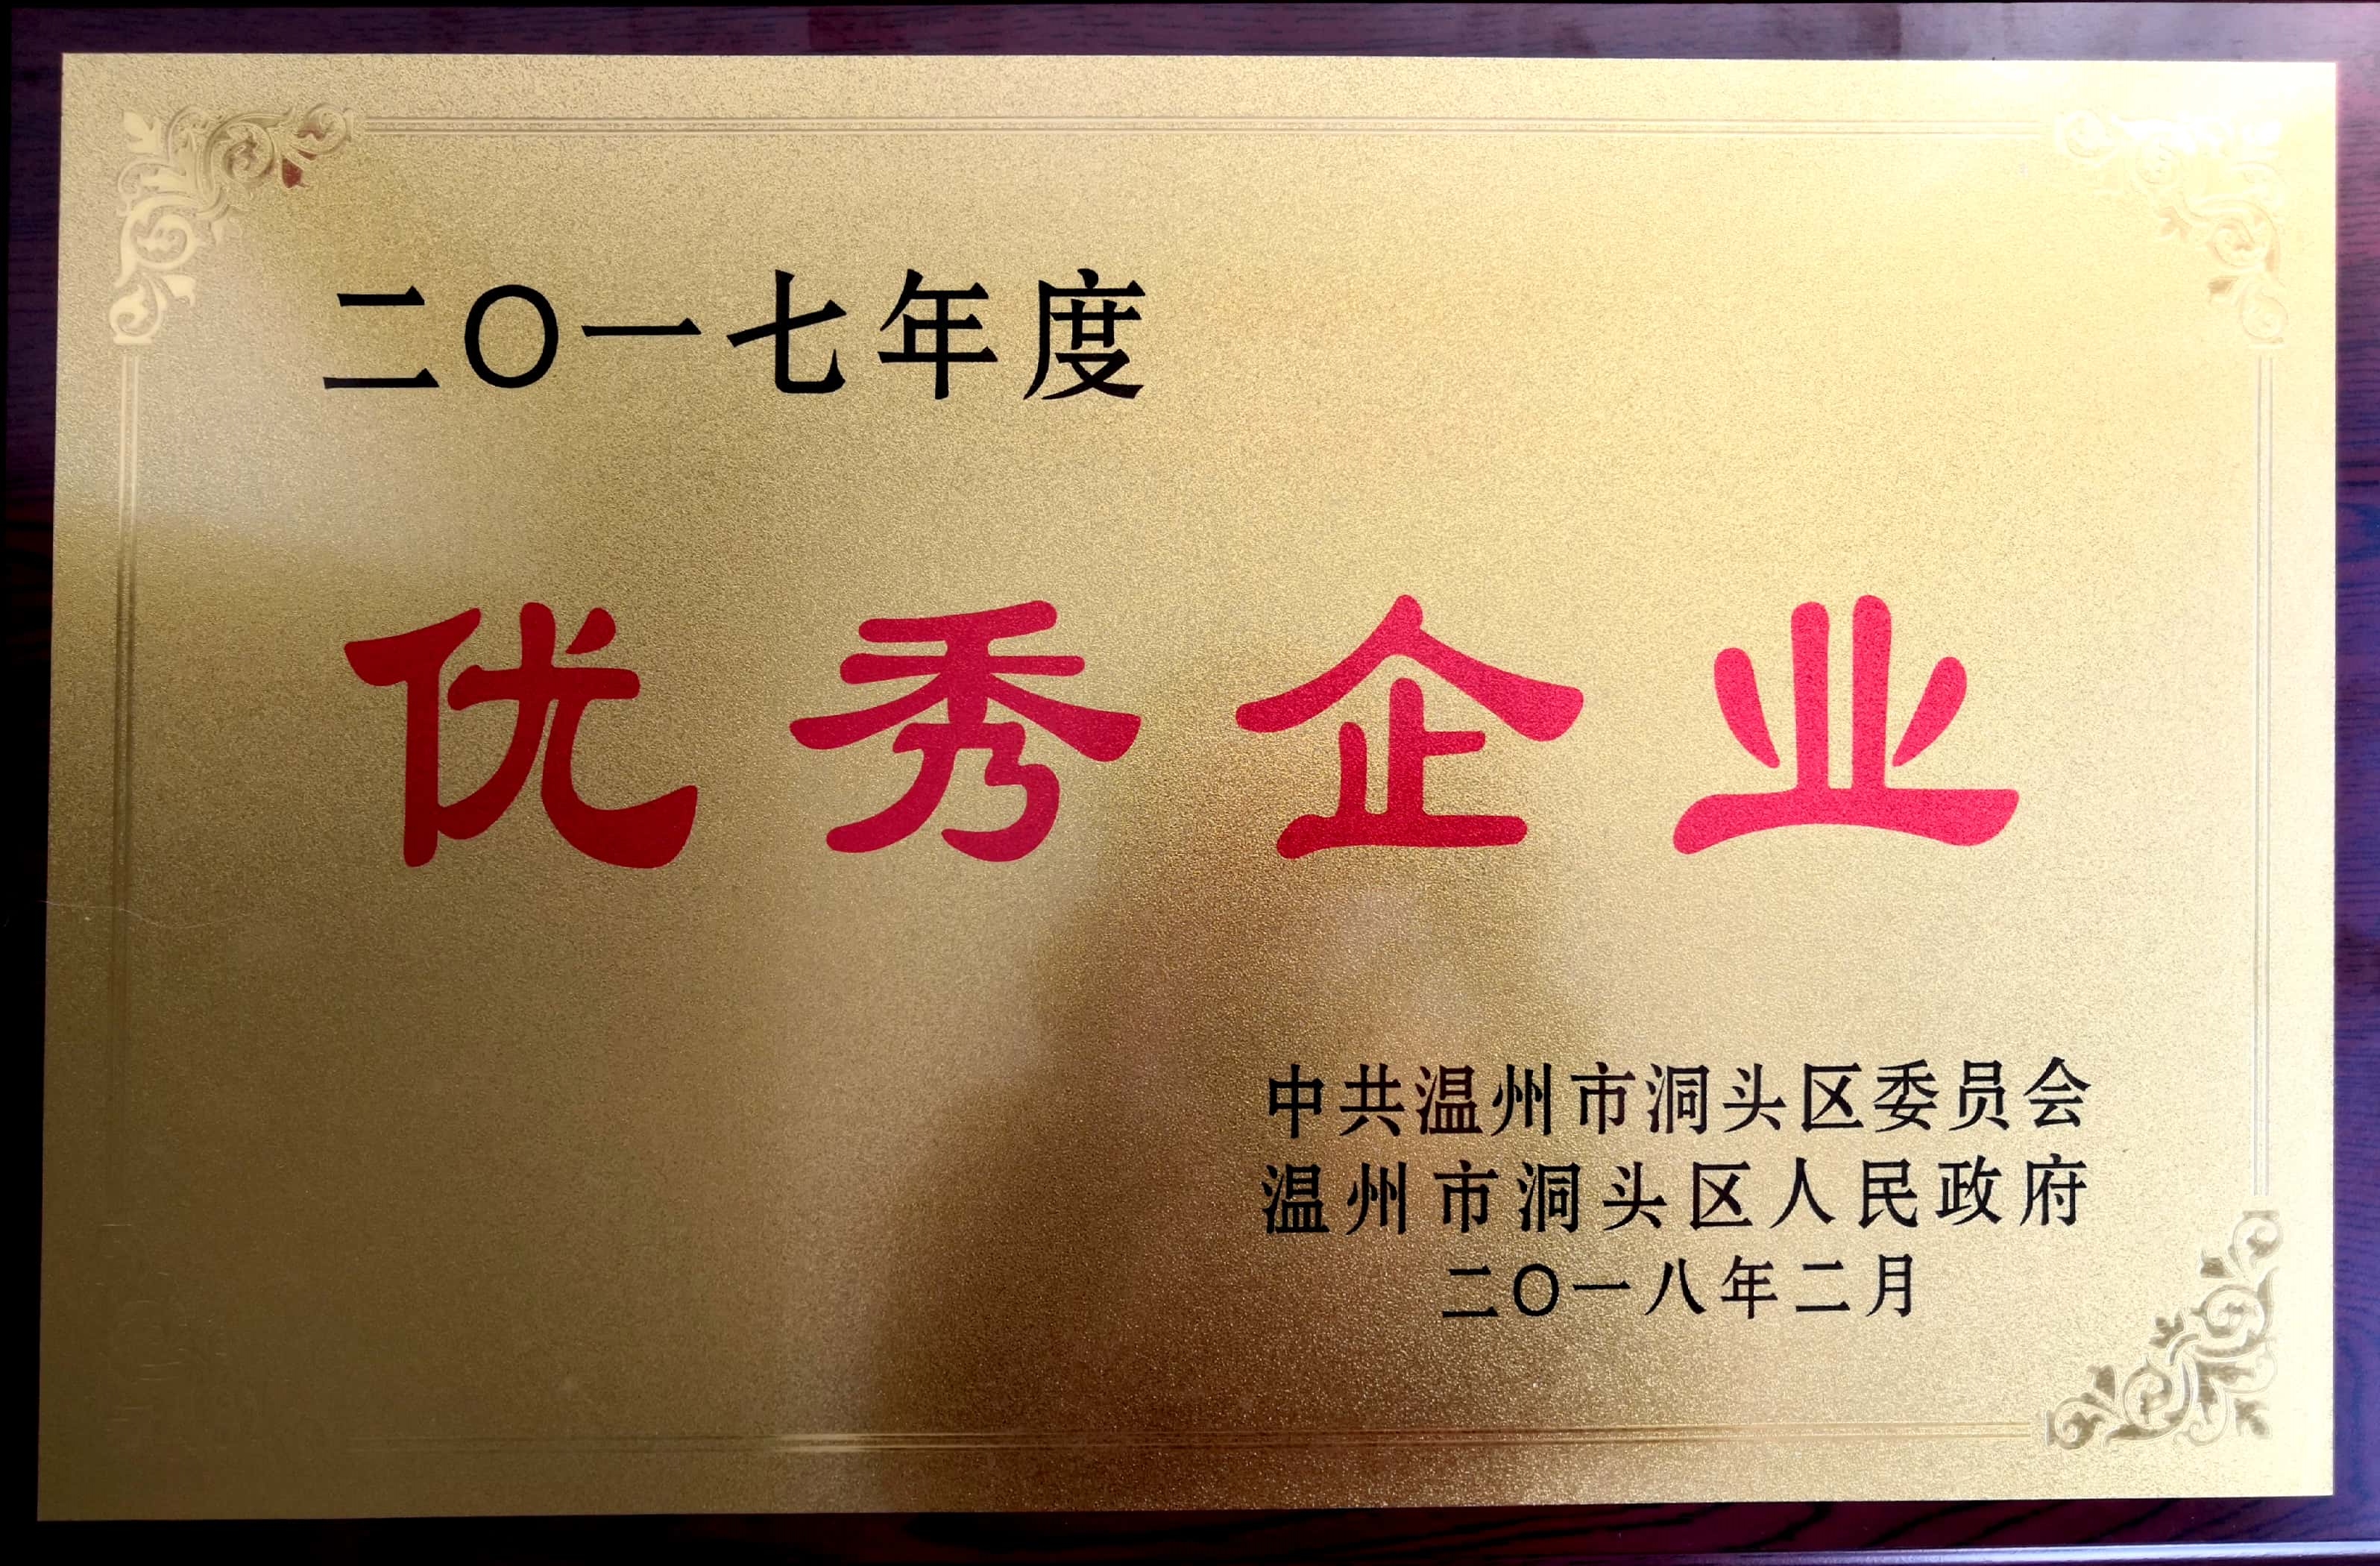 二〇一七年度
优秀企业
中共温州市洞头区委员会
温州市洞头区人民政府
二〇一八年二月